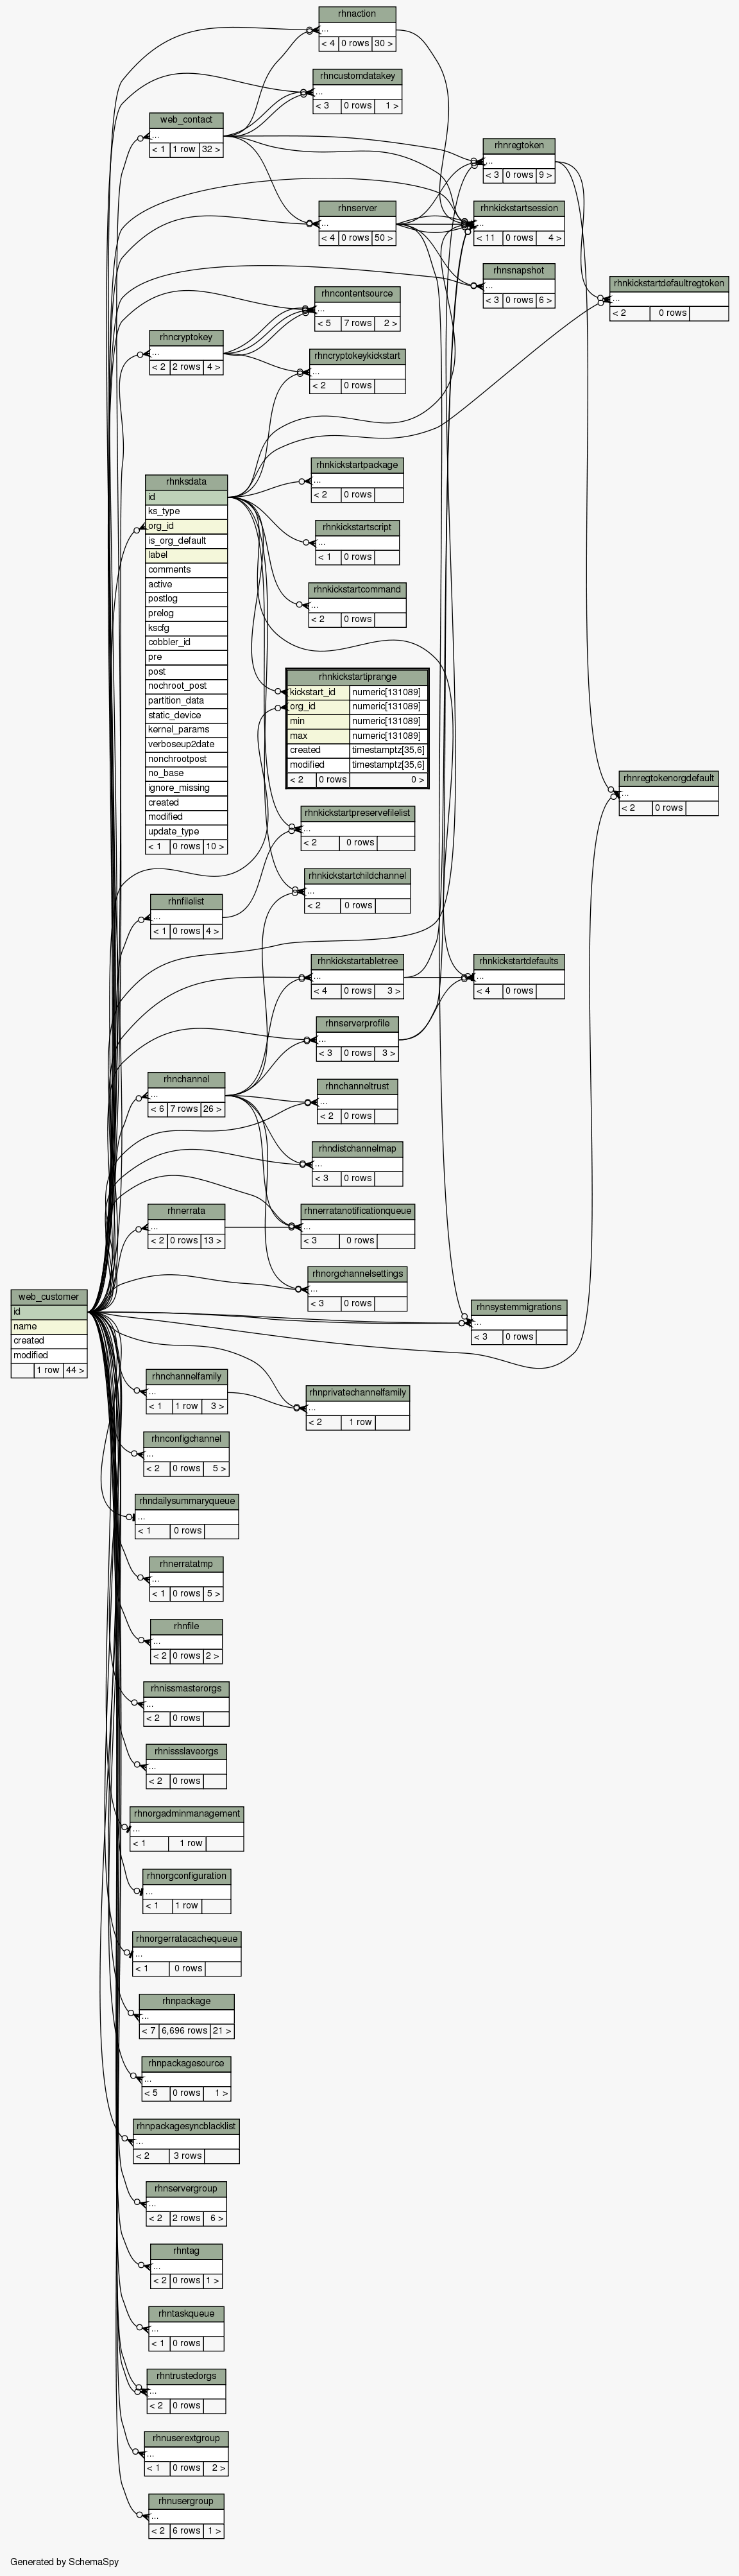 rhnaction
...
< 4 0 rows 30 >
rhncustomdatakey
...
< 3 0 rows 1 >
web_contact
...
< 1 1 row 32 >
rhnregtoken
...
< 3 0 rows 9 >
rhnserver
...
< 4 0 rows 50 >
rhnkickstartsession
...
< 11 0 rows 4 >
rhnsnapshot
...
< 3 0 rows 6 >
rhnkickstartdefaultregtoken
...
< 2 0 rows
rhncontentsource
...
< 5 7 rows 2 >
rhncryptokey
...
< 2 2 rows 4 >
rhncryptokeykickstart
...
< 2 0 rows
rhnkickstartpackage
...
< 2 0 rows
rhnksdata
id
ks_type
org_id
is_org_default
label
comments
active
postlog
prelog
kscfg
cobbler_id
pre
post
nochroot_post
partition_data
static_device
kernel_params
verboseup2date
nonchrootpost
no_base
ignore_missing
created
modified
update_type
< 1 0 rows 10 >
rhnkickstartscript
...
< 1 0 rows
rhnkickstartcommand
...
< 2 0 rows
rhnkickstartiprange
kickstart_id numeric[131089]
org_id numeric[131089]
min numeric[131089]
max numeric[131089]
created timestamptz[35,6]
modified timestamptz[35,6]
< 2 0 rows 0 >
rhnregtokenorgdefault
...
< 2 0 rows
rhnkickstartpreservefilelist
...
< 2 0 rows
rhnkickstartchildchannel
...
< 2 0 rows
rhnfilelist
...
< 1 0 rows 4 >
rhnkickstartabletree
...
< 4 0 rows 3 >
rhnkickstartdefaults
...
< 4 0 rows
rhnserverprofile
...
< 3 0 rows 3 >
rhnchannel
...
< 6 7 rows 26 >
rhnchanneltrust
...
< 2 0 rows
rhndistchannelmap
...
< 3 0 rows
rhnerrata
...
< 2 0 rows 13 >
rhnerratanotificationqueue
...
< 3 0 rows
rhnorgchannelsettings
...
< 3 0 rows
web_customer
id
name
created
modified
1 row 44 >
rhnsystemmigrations
...
< 3 0 rows
rhnchannelfamily
...
< 1 1 row 3 >
rhnprivatechannelfamily
...
< 2 1 row
rhnconfigchannel
...
< 2 0 rows 5 >
rhndailysummaryqueue
...
< 1 0 rows
rhnerratatmp
...
< 1 0 rows 5 >
rhnfile
...
< 2 0 rows 2 >
rhnissmasterorgs
...
< 2 0 rows
rhnissslaveorgs
...
< 2 0 rows
rhnorgadminmanagement
...
< 1 1 row
rhnorgconfiguration
...
< 1 1 row
rhnorgerratacachequeue
...
< 1 0 rows
rhnpackage
...
< 7 6,696 rows 21 >
rhnpackagesource
...
< 5 0 rows 1 >
rhnpackagesyncblacklist
...
< 2 3 rows
rhnservergroup
...
< 2 2 rows 6 >
rhntag
...
< 2 0 rows 1 >
rhntaskqueue
...
< 1 0 rows
rhntrustedorgs
...
< 2 0 rows
rhnuserextgroup
...
< 1 0 rows 2 >
rhnusergroup
...
< 2 6 rows 1 >
Generated by SchemaSpy